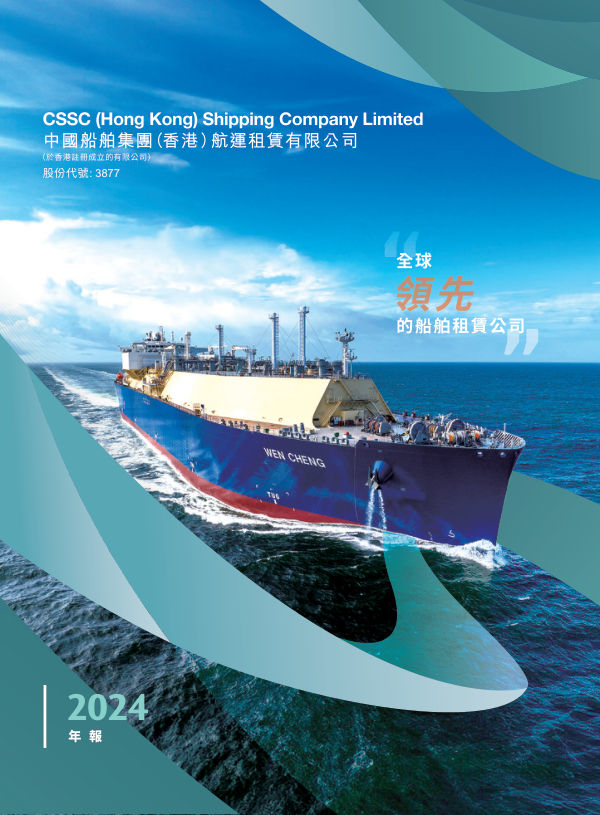 CSSC (Hong Kong) Shipping Company Limited
中國船舶集團(香港)航運租賃有限公司
(於香港註冊成立的有限公司)
股份代號: 3877
“
全球
領先
的船舶租賃公司
”
WEN CHENG
TUG
2024
年報